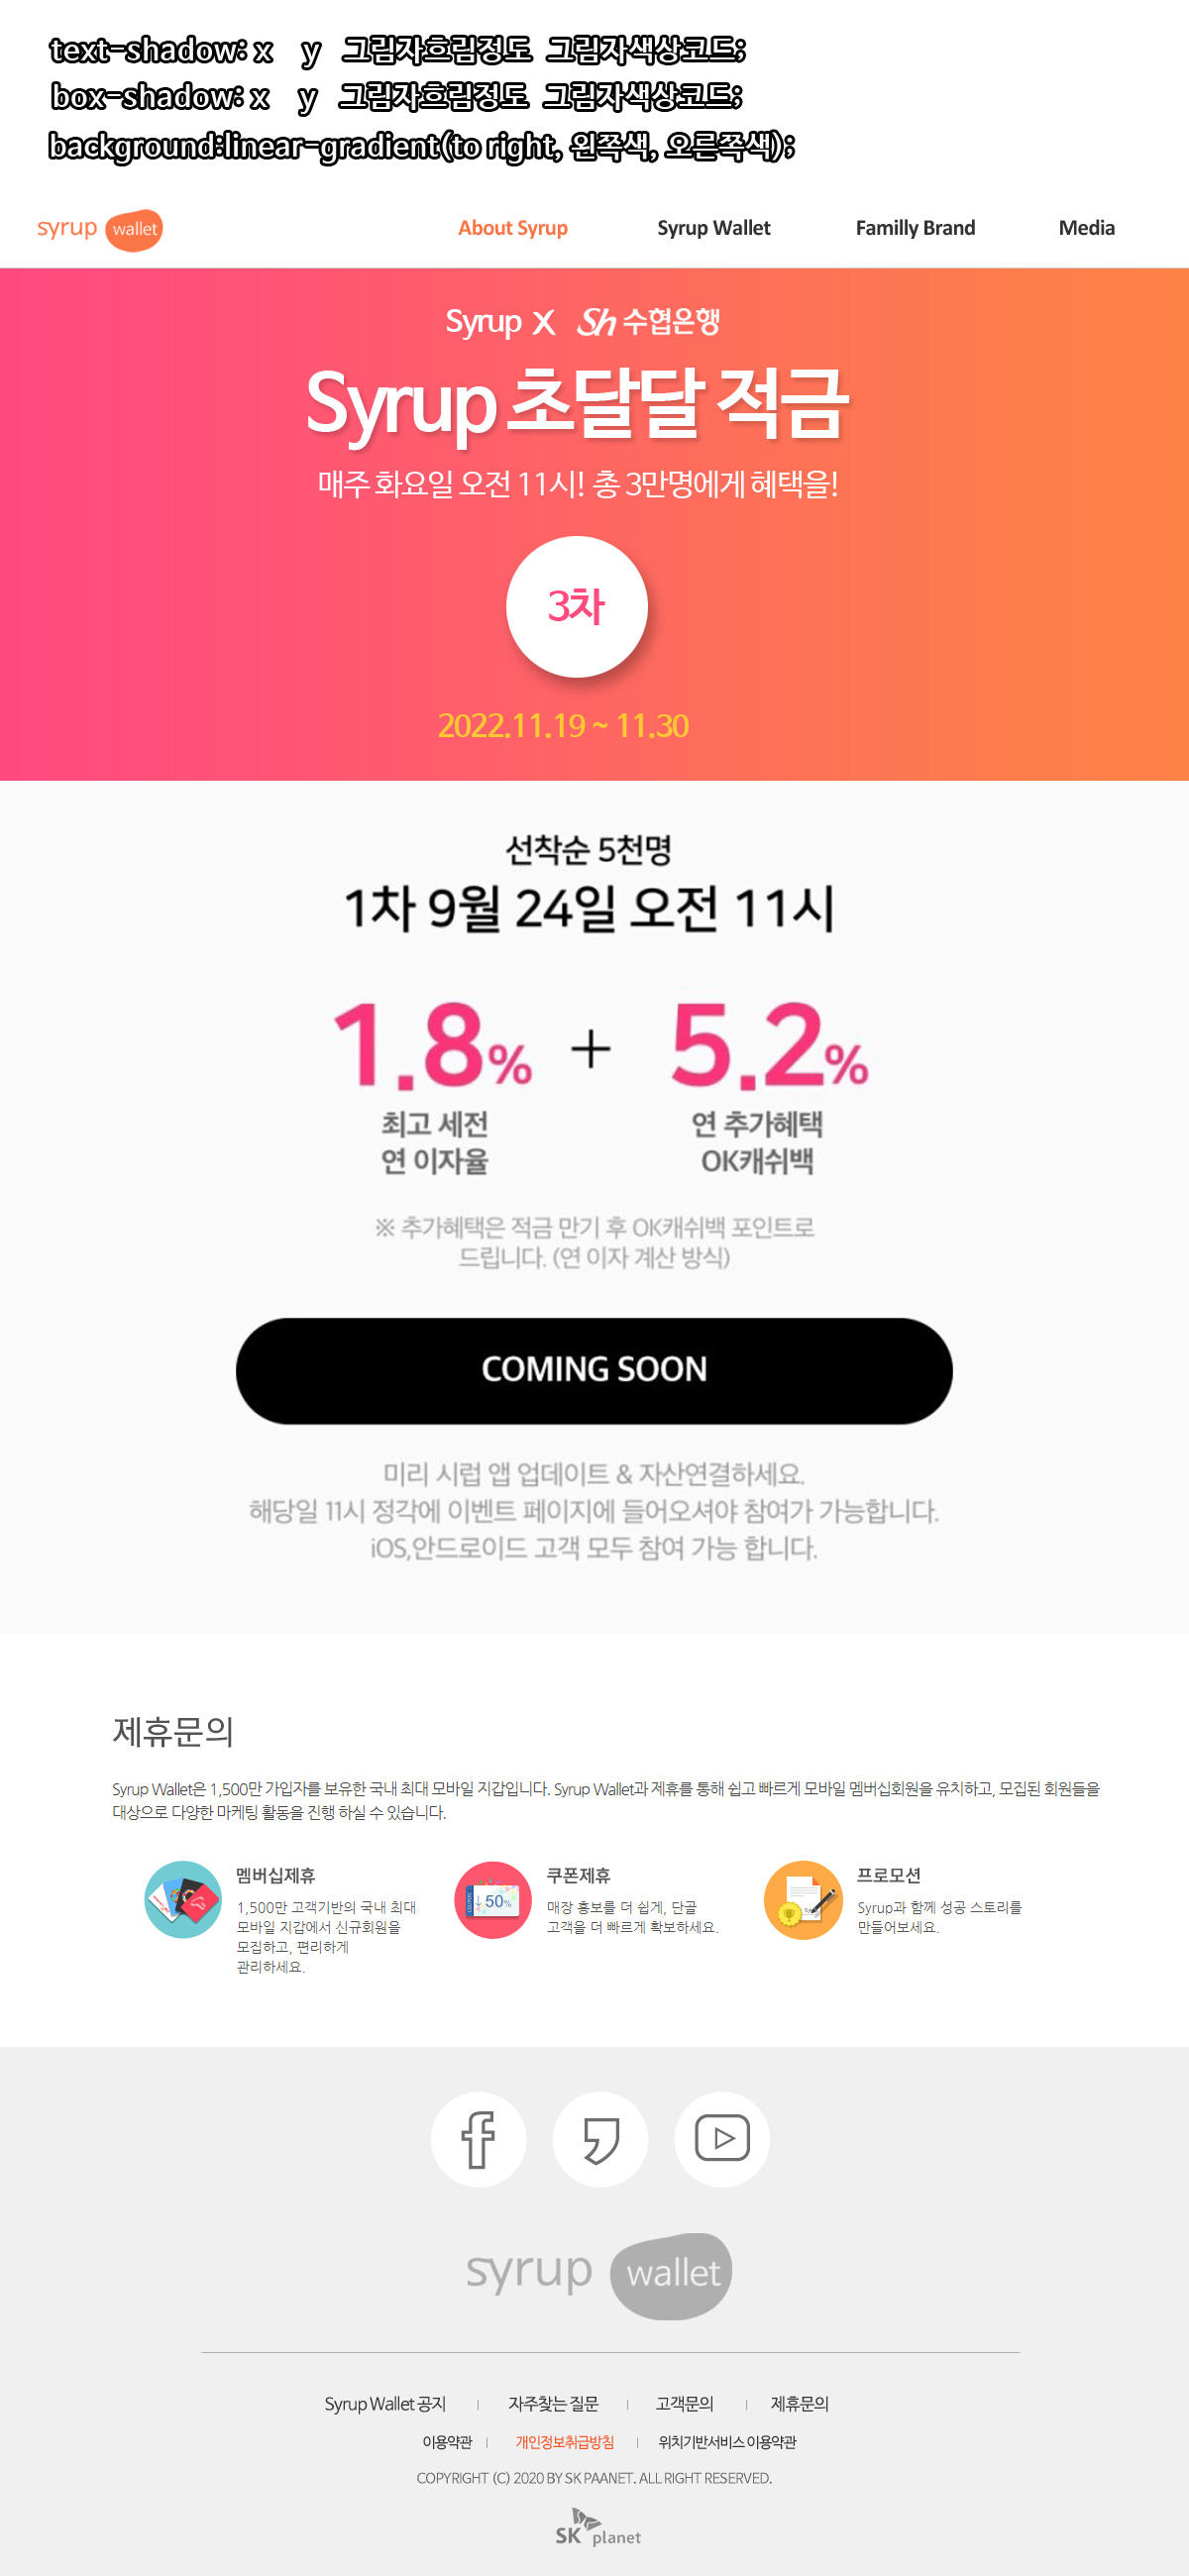 text-shadow: x y 그림자흐림정도 그림자색상코드;
box-shadow: x y 그림자흐림정도 그림자색상코드;
background:linear-gradient(to right, 왼쪽색, 오른쪽색);
syrup wallet
About Syrup Syrup Wallet Familly Brand Media
Syrup X Sh수협은행
Syrup 초달달 적금
매주 화요일 오전 11시! 총 3만명에게 혜택을!
3차
2022.11.19 ~ 11.30
선착순 5천명
1차 9월 24일 오전 11시
1.8% + 5.2%
최고 세전 연 추가혜택
연 이자율 OK캐쉬백
※ 추가혜택은 적금 만기 후 OK캐쉬백 포인트로
드립니다. (연 이자 계산 방식)
COMING SOON
미리 시럽 앱 업데이트 & 자산연결하세요.
해당일 11시 정각에 이벤트 페이지에 들어오셔야 참여가 가능합니다.
iOS,안드로이드 고객 모두 참여 가능 합니다.
제휴문의
Syrup Wallet은 1,500만 가입자를 보유한 국내 최대 모바일 지갑입니다. Syrup Wallet과 제휴를 통해 쉽고 빠르게 모바일 멤버십회원을 유치하고, 모집된 회원들을
대상으로 다양한 마케팅 활동을 진행 하실 수 있습니다.
멤버십제휴
1,500만 고객기반의 국내 최대
모바일 지갑에서 신규회원을
모집하고, 편리하게
관리하세요.
50%
쿠폰제휴
매장 홍보를 더 쉽게, 단골
고객을 더 빠르게 확보하세요.
프로모션
Syrup과 함께 성공 스토리를
만들어보세요.
syrup wallet
Syrup Wallet 공지 | 자주찾는 질문 | 고객문의 | 제휴문의
이용약관 | 개인정보취급방침 | 위치기반서비스 이용약관
COPYRIGHT (C) 2020 BY SK PAANET. ALL RIGHT RESERVED.
SK planet